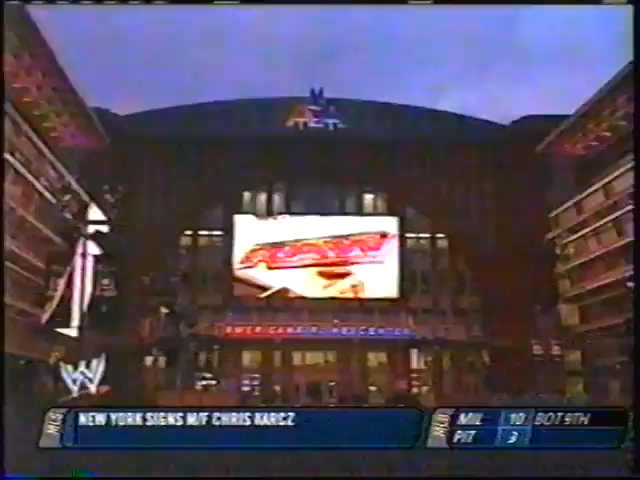 AMERICAN AIRLINES CENTER
W
NEW YORK SIGNS M/F CHRIS KARCZ
MIL 10 BOT 9TH
PIT 3